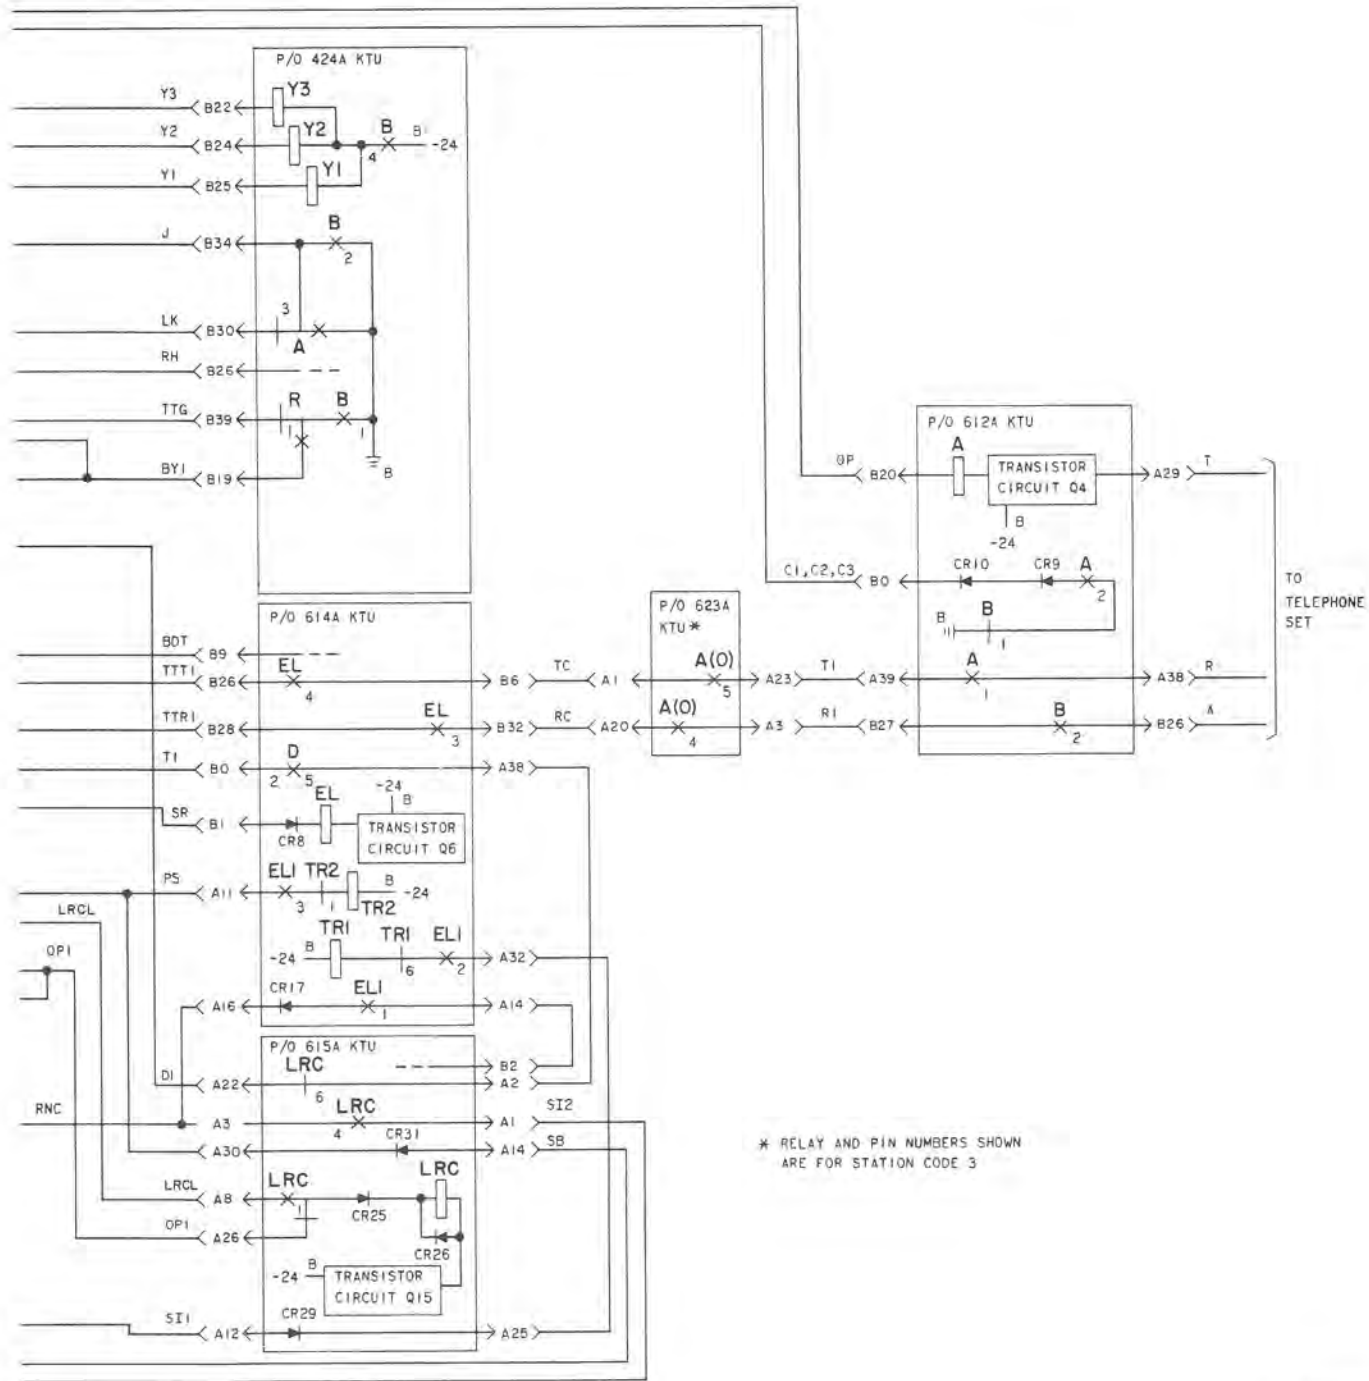 P/O 424A KTU
Y3
B22
Y3
Y2
B24
Y2
4
B
B
-24
Y1
B25
Y1
J
B34
B
2
LK
B30
3
A
RH
B26
TTG
B39
R
1
B
1
BY1
B19
B
P/O 614A KTU
BDT
B9
TTT1
B26
EL
4
B6
TC
A1
TTR1
B28
EL
3
B32
RC
A20
T1
B0
2
D
5
A38
SR
B1
CR8
EL
-24
B
TRANSISTOR
CIRCUIT Q6
PS
A11
EL1
3
TR2
1
TR2
B
-24
LRCL
-24
B
TR1
TR1
6
EL1
2
A32
OP1
A16
CR17
EL1
1
A14
P/O 615A KTU
B2
D1
A22
LRC
6
A2
RNC
A3
LRC
4
A1
S12
A30
CR31
A14
SB
LRCL
A8
LRC
1
CR25
LRC
OP1
A26
CR26
-24
B
TRANSISTOR
CIRCUIT Q15
S11
A12
CR29
A25
P/O 623A
KTU *
A(0)
5
A23
T1
A39
A(0)
4
A3
R1
B27
P/O 612A KTU
OP
B20
A
TRANSISTOR
CIRCUIT Q4
B
-24
A29
T
C1,C2,C3
B0
CR10
CR9
A
2
B
B
1
A
1
A38
R
B
2
B26
A
TO
TELEPHONE
SET
* RELAY AND PIN NUMBERS SHOWN
ARE FOR STATION CODE 3